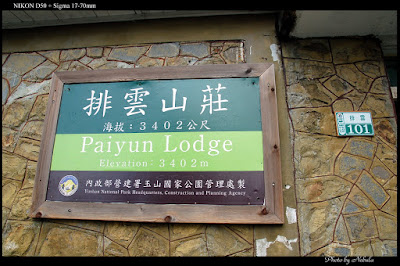 NIKON D50 + Sigma 17-70mm
排雲山莊
海拔：3402公尺
Paiyun Lodge
Elevation：3402m
內政部營建署玉山國家公園管理處製
Yushan National Park Headquarters, Construction and Planning Agency
排雲
101
Photo by Nebula